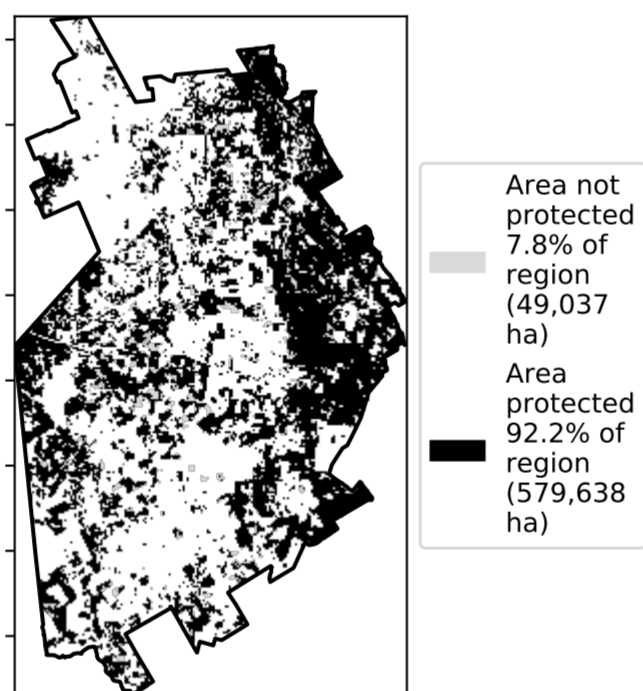 Area not
protected
7.8% of
region
(49,037
ha)
Area
protected
92.2% of
region
(579,638
ha)